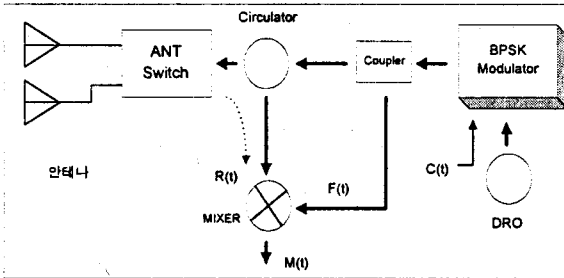 Circulator
ANT
Switch
Coupler
BPSK
Modulator
안테나
R(t)
F(t)
C(t)
MIXER
DRO
M(t)